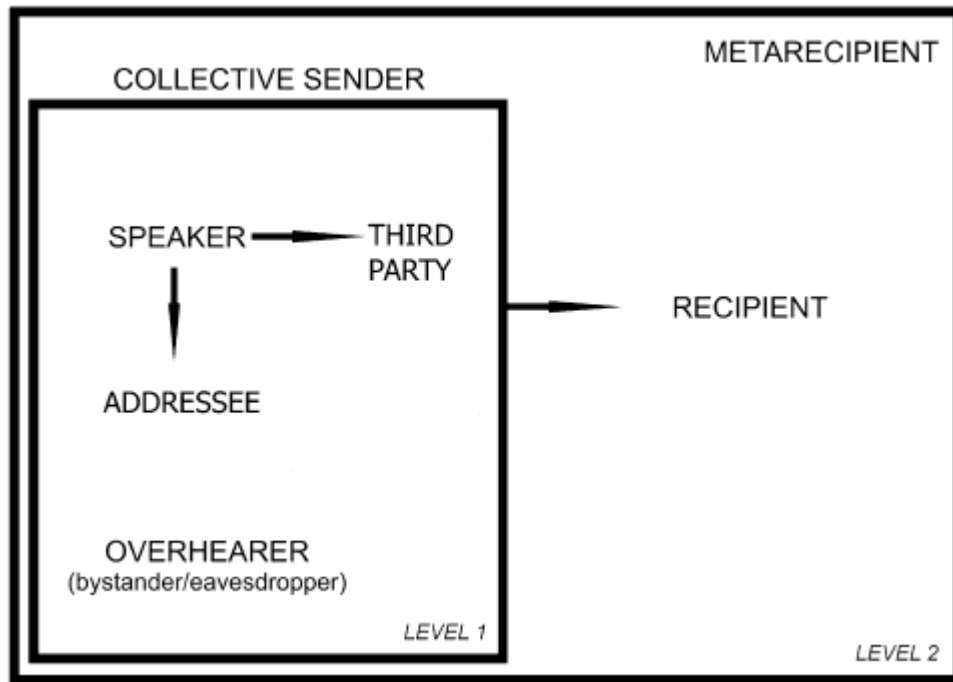 METARECIPIENT
COLLECTIVE SENDER
SPEAKER
THIRD
PARTY
RECIPIENT
ADDRESSEE
OVERHEARER
(bystander/eavesdropper)
LEVEL 1
LEVEL 2